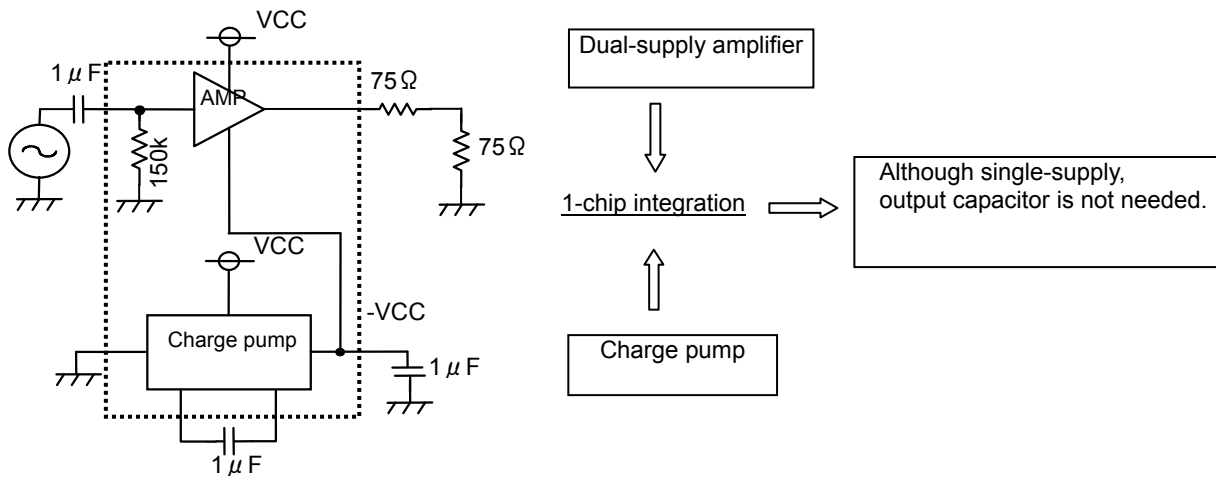 VCC
1μF
AMP
75Ω
75Ω
150k
VCC
-VCC
Charge pump
1μF
1μF
Dual-supply amplifier
1-chip integration
Although single-supply,
output capacitor is not needed.
Charge pump